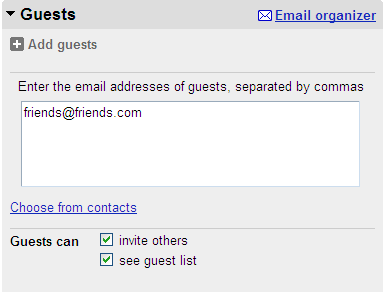 Guests Email organizer
Add guests
Enter the email addresses of guests, separated by commas
friends@friends.com
Choose from contacts
Guests can invite others
see guest list